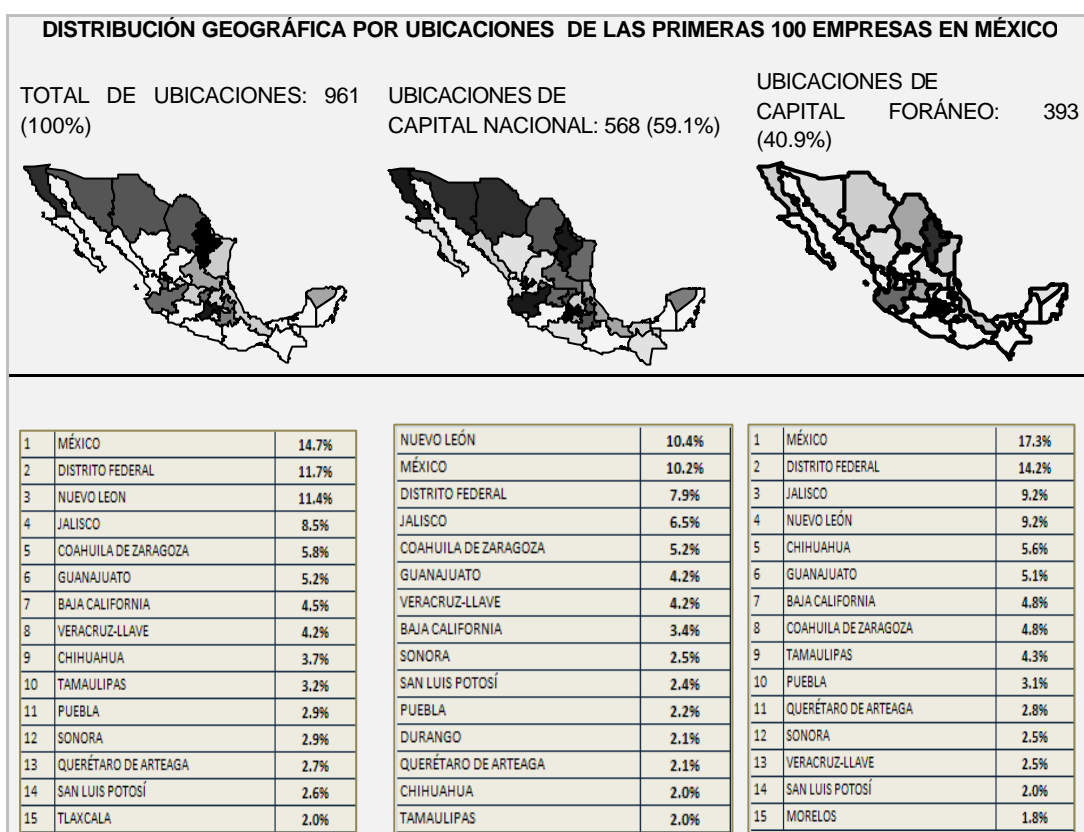 DISTRIBUCIÓN GEOGRÁFICA POR UBICACIONES DE LAS PRIMERAS 100 EMPRESAS EN MÉXICO
TOTAL DE UBICACIONES: 961
(100%)
UBICACIONES DE
CAPITAL NACIONAL: 568 (59.1%)
UBICACIONES DE
CAPITAL FORÁNEO: 393
(40.9%)
1 MÉXICO 14.7%
2 DISTRITO FEDERAL 11.7%
3 NUEVO LEON 11.4%
4 JALISCO 8.5%
5 COAHUILA DE ZARAGOZA 5.8%
6 GUANAJUATO 5.2%
7 BAJA CALIFORNIA 4.5%
8 VERACRUZ-LLAVE 4.2%
9 CHIHUAHUA 3.7%
10 TAMAULIPAS 3.2%
11 PUEBLA 2.9%
12 SONORA 2.9%
13 QUERÉTARO DE ARTEAGA 2.7%
14 SAN LUIS POTOSÍ 2.6%
15 TLAXCALA 2.0%
NUEVO LEÓN 10.4%
MÉXICO 10.2%
DISTRITO FEDERAL 7.9%
JALISCO 6.5%
COAHUILA DE ZARAGOZA 5.2%
GUANAJUATO 4.2%
VERACRUZ-LLAVE 4.2%
BAJA CALIFORNIA 3.4%
SONORA 2.5%
SAN LUIS POTOSÍ 2.4%
PUEBLA 2.2%
DURANGO 2.1%
QUERÉTARO DE ARTEAGA 2.1%
CHIHUAHUA 2.0%
TAMAULIPAS 2.0%
1 MÉXICO 17.3%
2 DISTRITO FEDERAL 14.2%
3 JALISCO 9.2%
4 NUEVO LEÓN 9.2%
5 CHIHUAHUA 5.6%
6 GUANAJUATO 5.1%
7 BAJA CALIFORNIA 4.8%
8 COAHUILA DE ZARAGOZA 4.8%
9 TAMAULIPAS 4.3%
10 PUEBLA 3.1%
11 QUERÉTARO DE ARTEAGA 2.8%
12 SONORA 2.5%
13 VERACRUZ-LLAVE 2.5%
14 SAN LUIS POTOSÍ 2.0%
15 MORELOS 1.8%